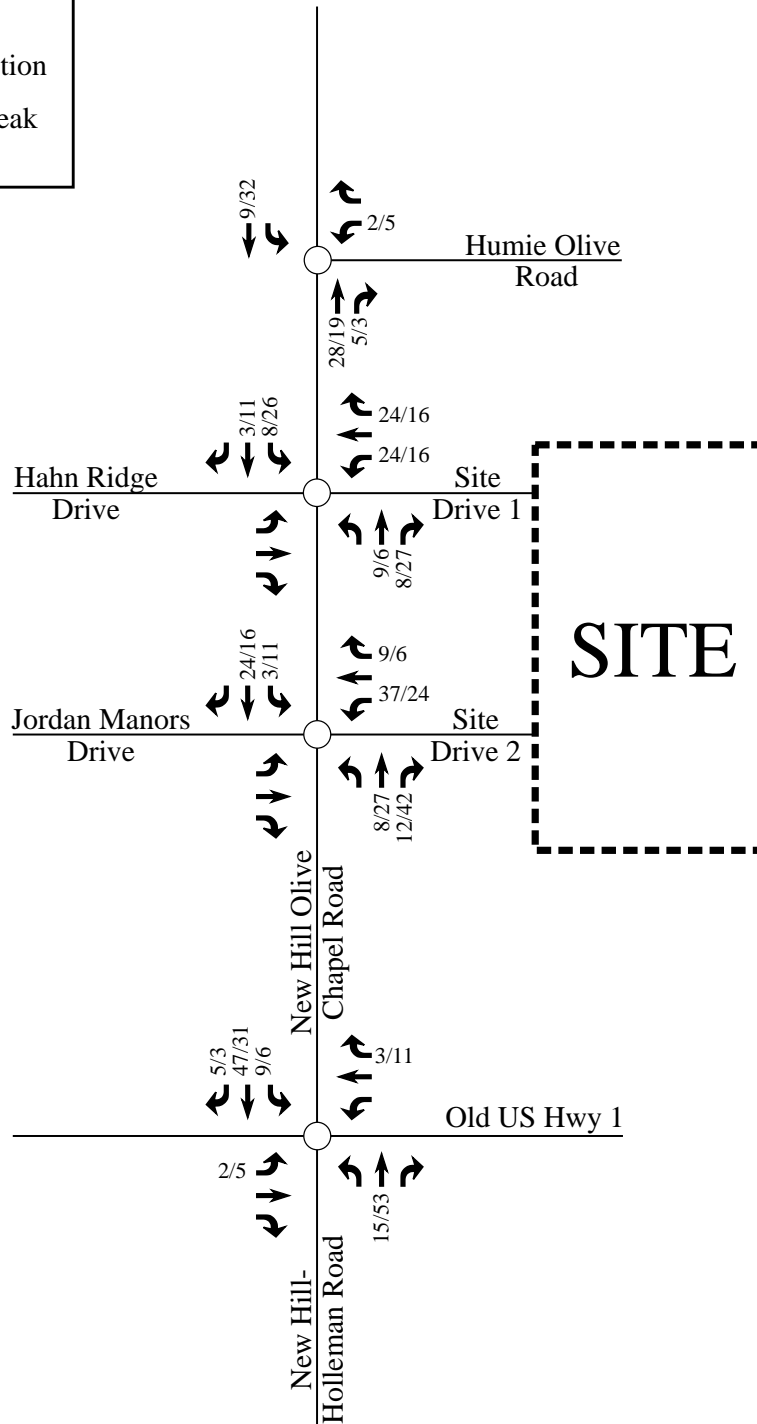 tion
eak
9/32
2/5
Humie Olive
Road
28/19
5/3
3/11
8/26
24/16
24/16
Hahn Ridge
Drive
Site
Drive 1
9/6
8/27
SITE
24/16
3/11
9/6
37/24
Jordan Manors
Drive
Site
Drive 2
8/27
12/42
New Hill Olive
Chapel Road
5/3
47/31
9/6
3/11
Old US Hwy 1
2/5
15/53
New Hill-
Holleman Road